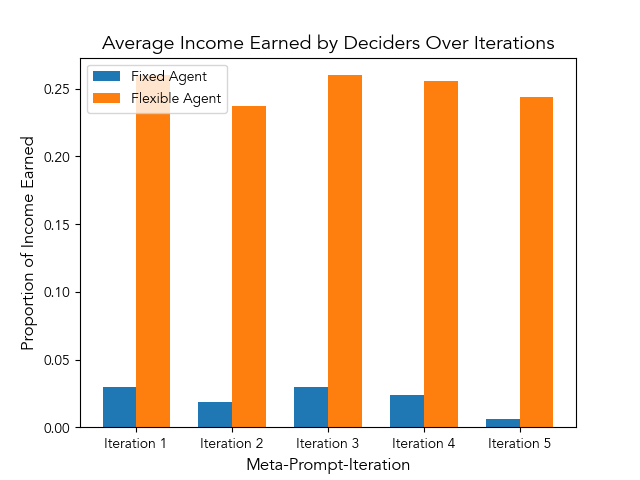 Average Income Earned by Deciders Over Iterations
Fixed Agent
Flexible Agent
Proportion of Income Earned
0.25
0.20
0.15
0.10
0.05
0.00
Iteration 1
Iteration 2
Iteration 3
Iteration 4
Iteration 5
Meta-Prompt-Iteration